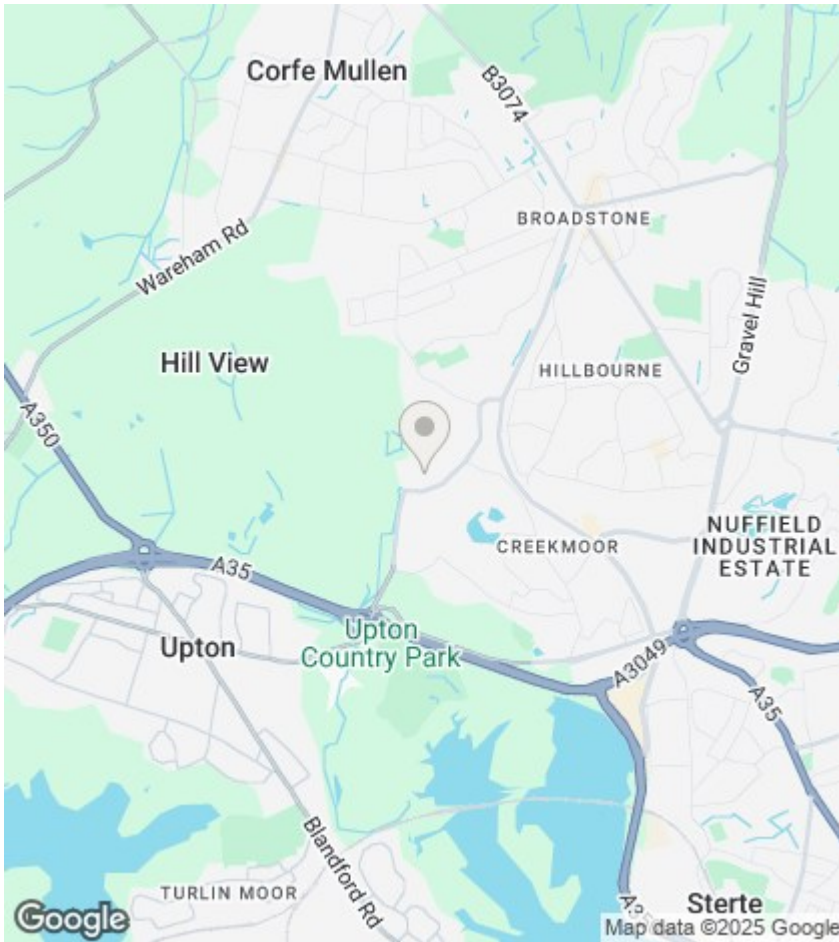 Corfe Mullen
B3074
BROADSTONE
Wareham Rd
Gravel Hill
Hill View
HILLBOURNE
A350
NUFFIELD
INDUSTRIAL
ESTATE
CREEKMOOR
A35
Upton
Country Park
Upton
A3049
A35
Blandford Rd
TURLIN MOOR
Sterte
Google
Map data ©2025 Google